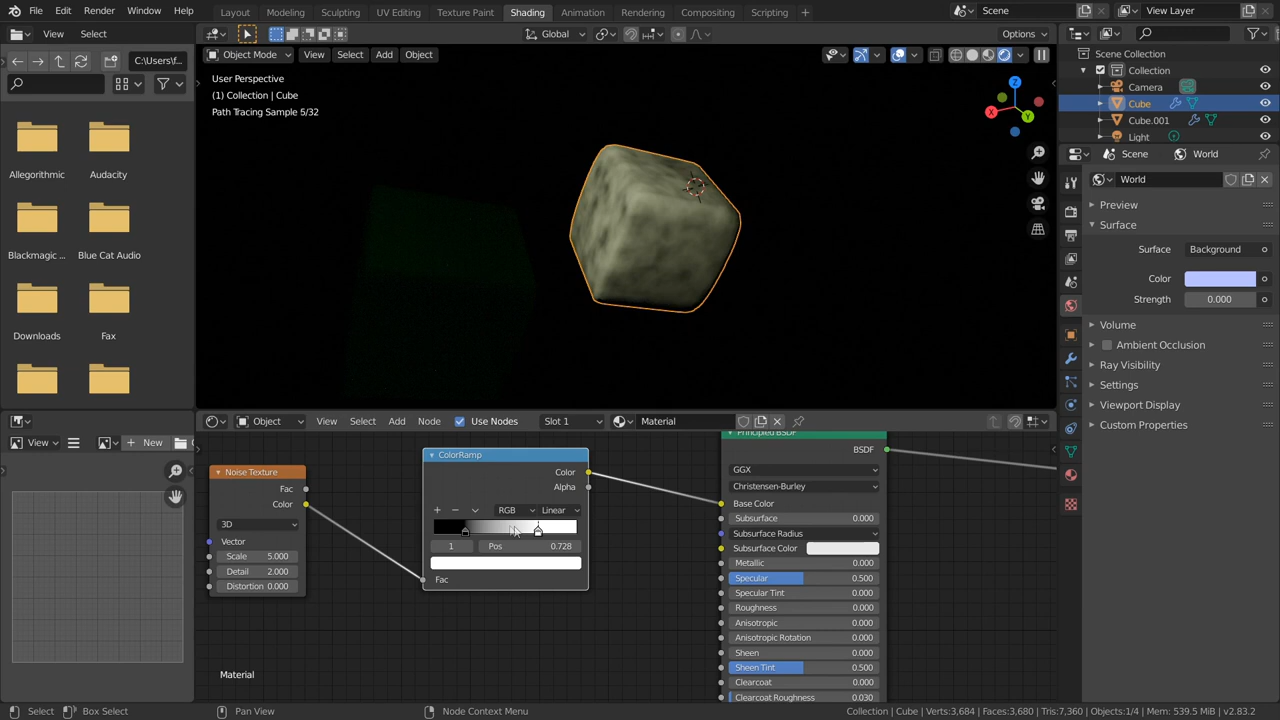 File Edit Render Window Help Layout Modeling Sculpting UV Editing Texture Paint Shading Animation Rendering Compositing Scripting + Scene View Layer
View Select Global Options
C:\Users\f...
Object Mode View Select Add Object
User Perspective
(1) Collection | Cube
Path Tracing Sample 5/32
X Y Z
Allegorithmic Audacity
Blackmagic ... Blue Cat Audio
Downloads Fax
Scene Collection
Collection
Camera
Cube
Cube.001
Light
Scene World
World
Preview
Surface
Surface Background
Color
Strength 0.000
Volume
Ambient Occlusion
Ray Visibility
Settings
Viewport Display
Custom Properties
View New
Object View Select Add Node Use Nodes Slot 1 Material
Noise Texture
Fac
Color
3D
Vector
Scale 5.000
Detail 2.000
Distortion 0.000
ColorRamp
Color
Alpha
RGB Linear
1 Pos 0.728
Fac
Principled BSDF
BSDF
GGX
Christensen-Burley
Base Color
Subsurface 0.000
Subsurface Radius
Subsurface Color
Metallic 0.000
Specular 0.500
Specular Tint 0.000
Roughness 0.000
Anisotropic 0.000
Anisotropic Rotation 0.000
Sheen 0.000
Sheen Tint 0.500
Clearcoat 0.000
Clearcoat Roughness 0.030
Material
Select Box Select Pan View Node Context Menu Collection | Cube | Verts:3,684 | Faces:3,680 | Tris:7,360 | Objects:1/4 | Mem: 539.5 MiB | v2.83.2